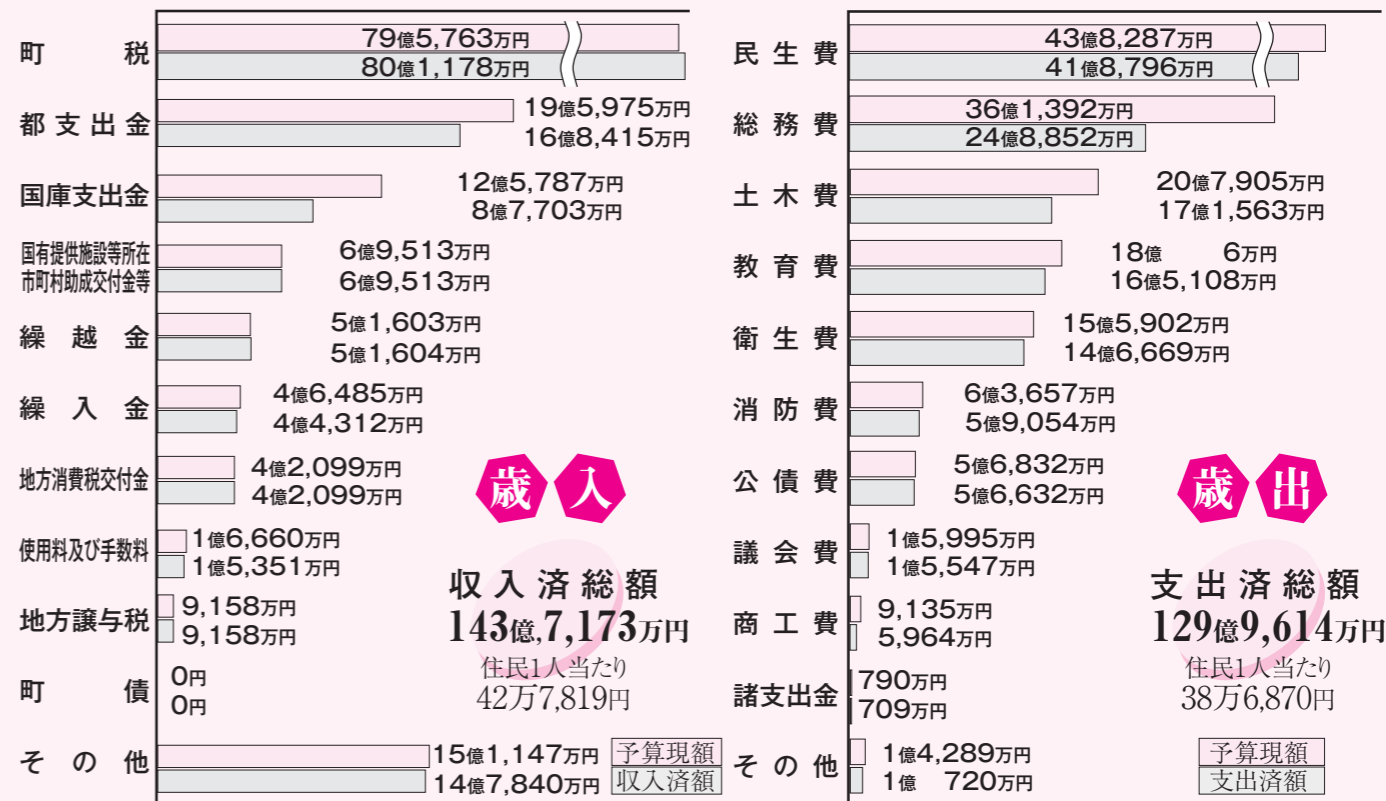 町税
79億5,763万円
80億1,178万円
都支出金
19億5,975万円
16億8,415万円
国庫支出金
12億5,787万円
8億7,703万円
国有提供施設等所在
市町村助成交付金等
6億9,513万円
6億9,513万円
繰越金
5億1,603万円
5億1,604万円
繰入金
4億6,485万円
4億4,312万円
地方消費税交付金
4億2,099万円
4億2,099万円
使用料及び手数料
1億6,660万円
1億5,351万円
地方譲与税
9,158万円
9,158万円
町債
0円
0円
その他
15億1,147万円
14億7,840万円
歳入
収入済総額
143億,7,173万円
住民1人当たり
42万7,819円
予算現額
収入済額
民生費
43億8,287万円
41億8,796万円
総務費
36億1,392万円
24億8,852万円
土木費
20億7,905万円
17億1,563万円
教育費
18億 6万円
16億5,108万円
衛生費
15億5,902万円
14億6,669万円
消防費
6億3,657万円
5億9,054万円
公債費
5億6,832万円
5億6,632万円
議会費
1億5,995万円
1億5,547万円
商工費
9,135万円
5,964万円
諸支出金
790万円
709万円
その他
1億4,289万円
1億 720万円
歳出
支出済総額
129億9,614万円
住民1人当たり
38万6,870円
予算現額
支出済額